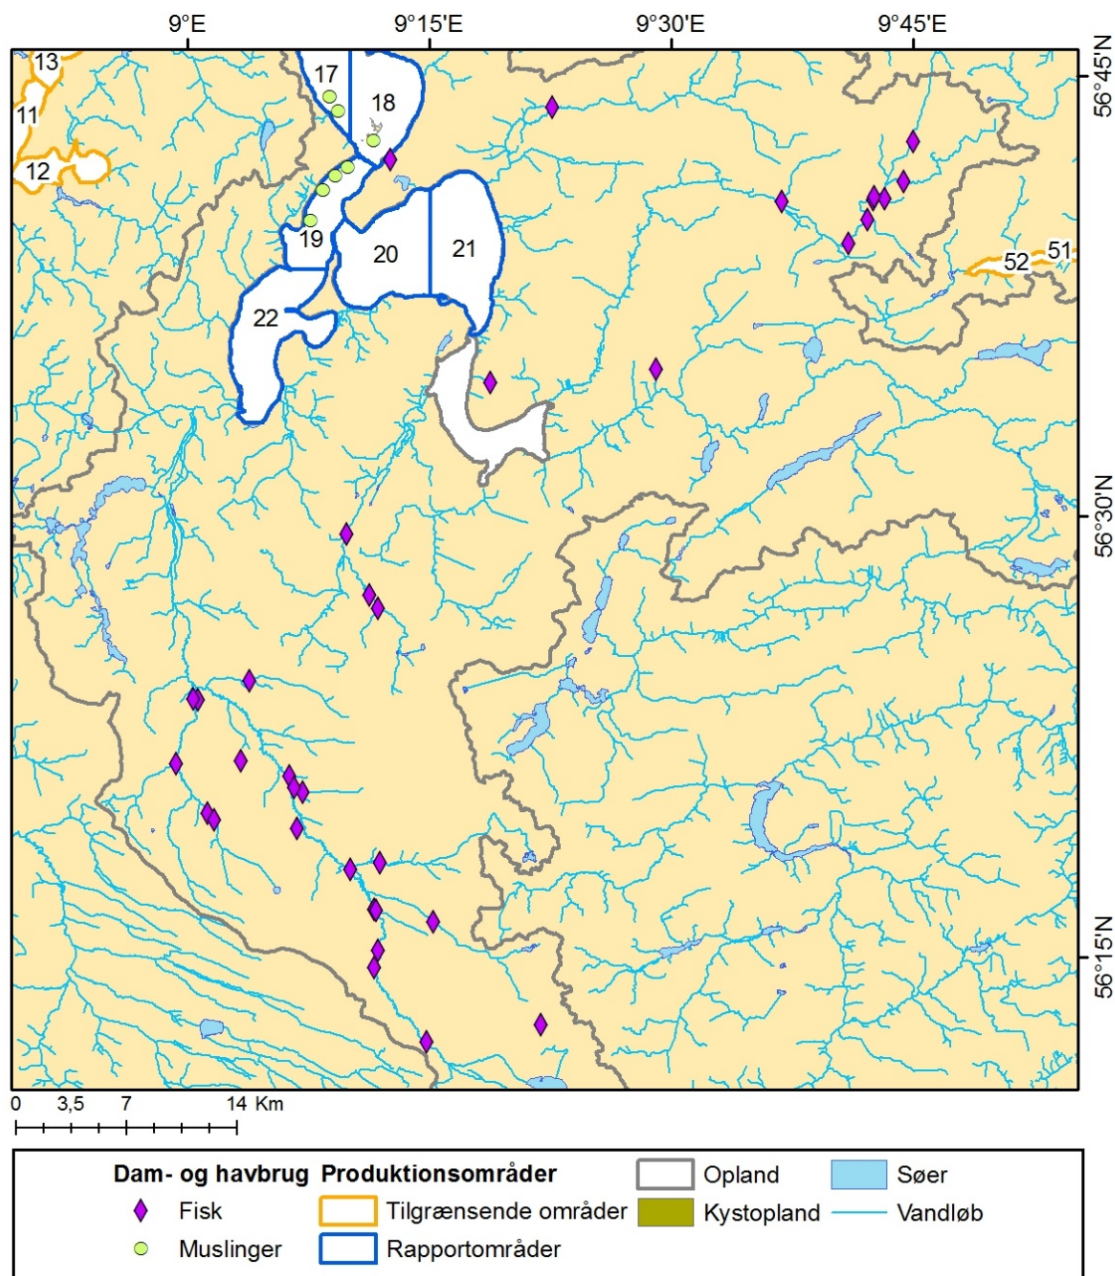 9°E 9°15'E 9°30'E 9°45'E
56°45'N
13
17
18
11
12
19
20
21
51
52
22
56°30'N
56°15'N
0 3,5 7 14 Km
Dam- og havbrug Produktionsområder
Opland
Søer
Fisk
Tilgrænsende områder
Kystopland
Vandløb
Muslinger
Rapportområder